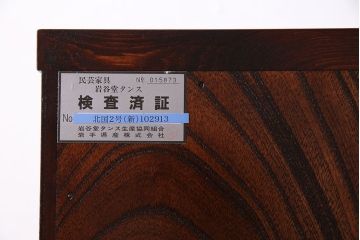 民芸家具 №015873
岩谷堂タンス
検査済証
No 北国2号(新)102913
岩谷堂タンス生産協同組合
岩手県産株式会社